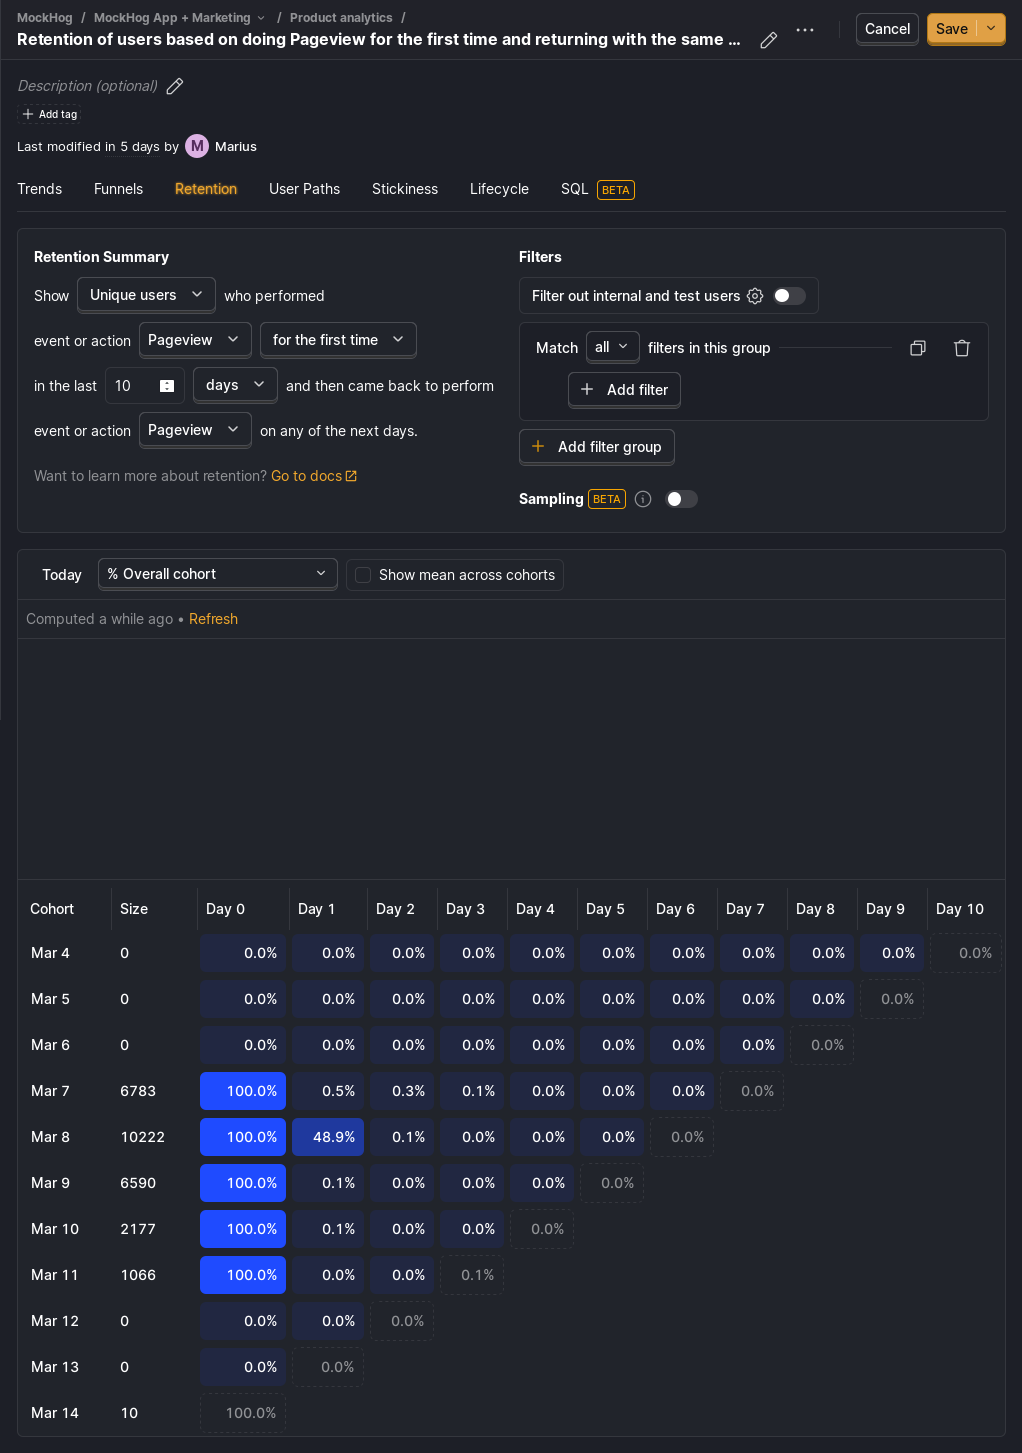 MockHog / MockHog App + Marketing / Product analytics /
Retention of users based on doing Pageview for the first time and returning with the same ...
Cancel
Save
Description (optional)
Add tag
Last modified in 5 days by M Marius
Trends Funnels Retention User Paths Stickiness Lifecycle SQL BETA
Retention Summary
Show Unique users who performed
event or action Pageview for the first time
in the last 10 days and then came back to perform
event or action Pageview on any of the next days.
Want to learn more about retention? Go to docs
Filters
Filter out internal and test users
Match all filters in this group
Add filter
Add filter group
Sampling BETA
Today % Overall cohort Show mean across cohorts
Computed a while ago • Refresh
Cohort Size Day 0 Day 1 Day 2 Day 3 Day 4 Day 5 Day 6 Day 7 Day 8 Day 9 Day 10
Mar 4 0 0.0% 0.0% 0.0% 0.0% 0.0% 0.0% 0.0% 0.0% 0.0% 0.0% 0.0%
Mar 5 0 0.0% 0.0% 0.0% 0.0% 0.0% 0.0% 0.0% 0.0% 0.0% 0.0%
Mar 6 0 0.0% 0.0% 0.0% 0.0% 0.0% 0.0% 0.0% 0.0% 0.0%
Mar 7 6783 100.0% 0.5% 0.3% 0.1% 0.0% 0.0% 0.0% 0.0%
Mar 8 10222 100.0% 48.9% 0.1% 0.0% 0.0% 0.0% 0.0%
Mar 9 6590 100.0% 0.1% 0.0% 0.0% 0.0% 0.0%
Mar 10 2177 100.0% 0.1% 0.0% 0.0% 0.0%
Mar 11 1066 100.0% 0.0% 0.0% 0.1%
Mar 12 0 0.0% 0.0% 0.0%
Mar 13 0 0.0% 0.0%
Mar 14 10 100.0%